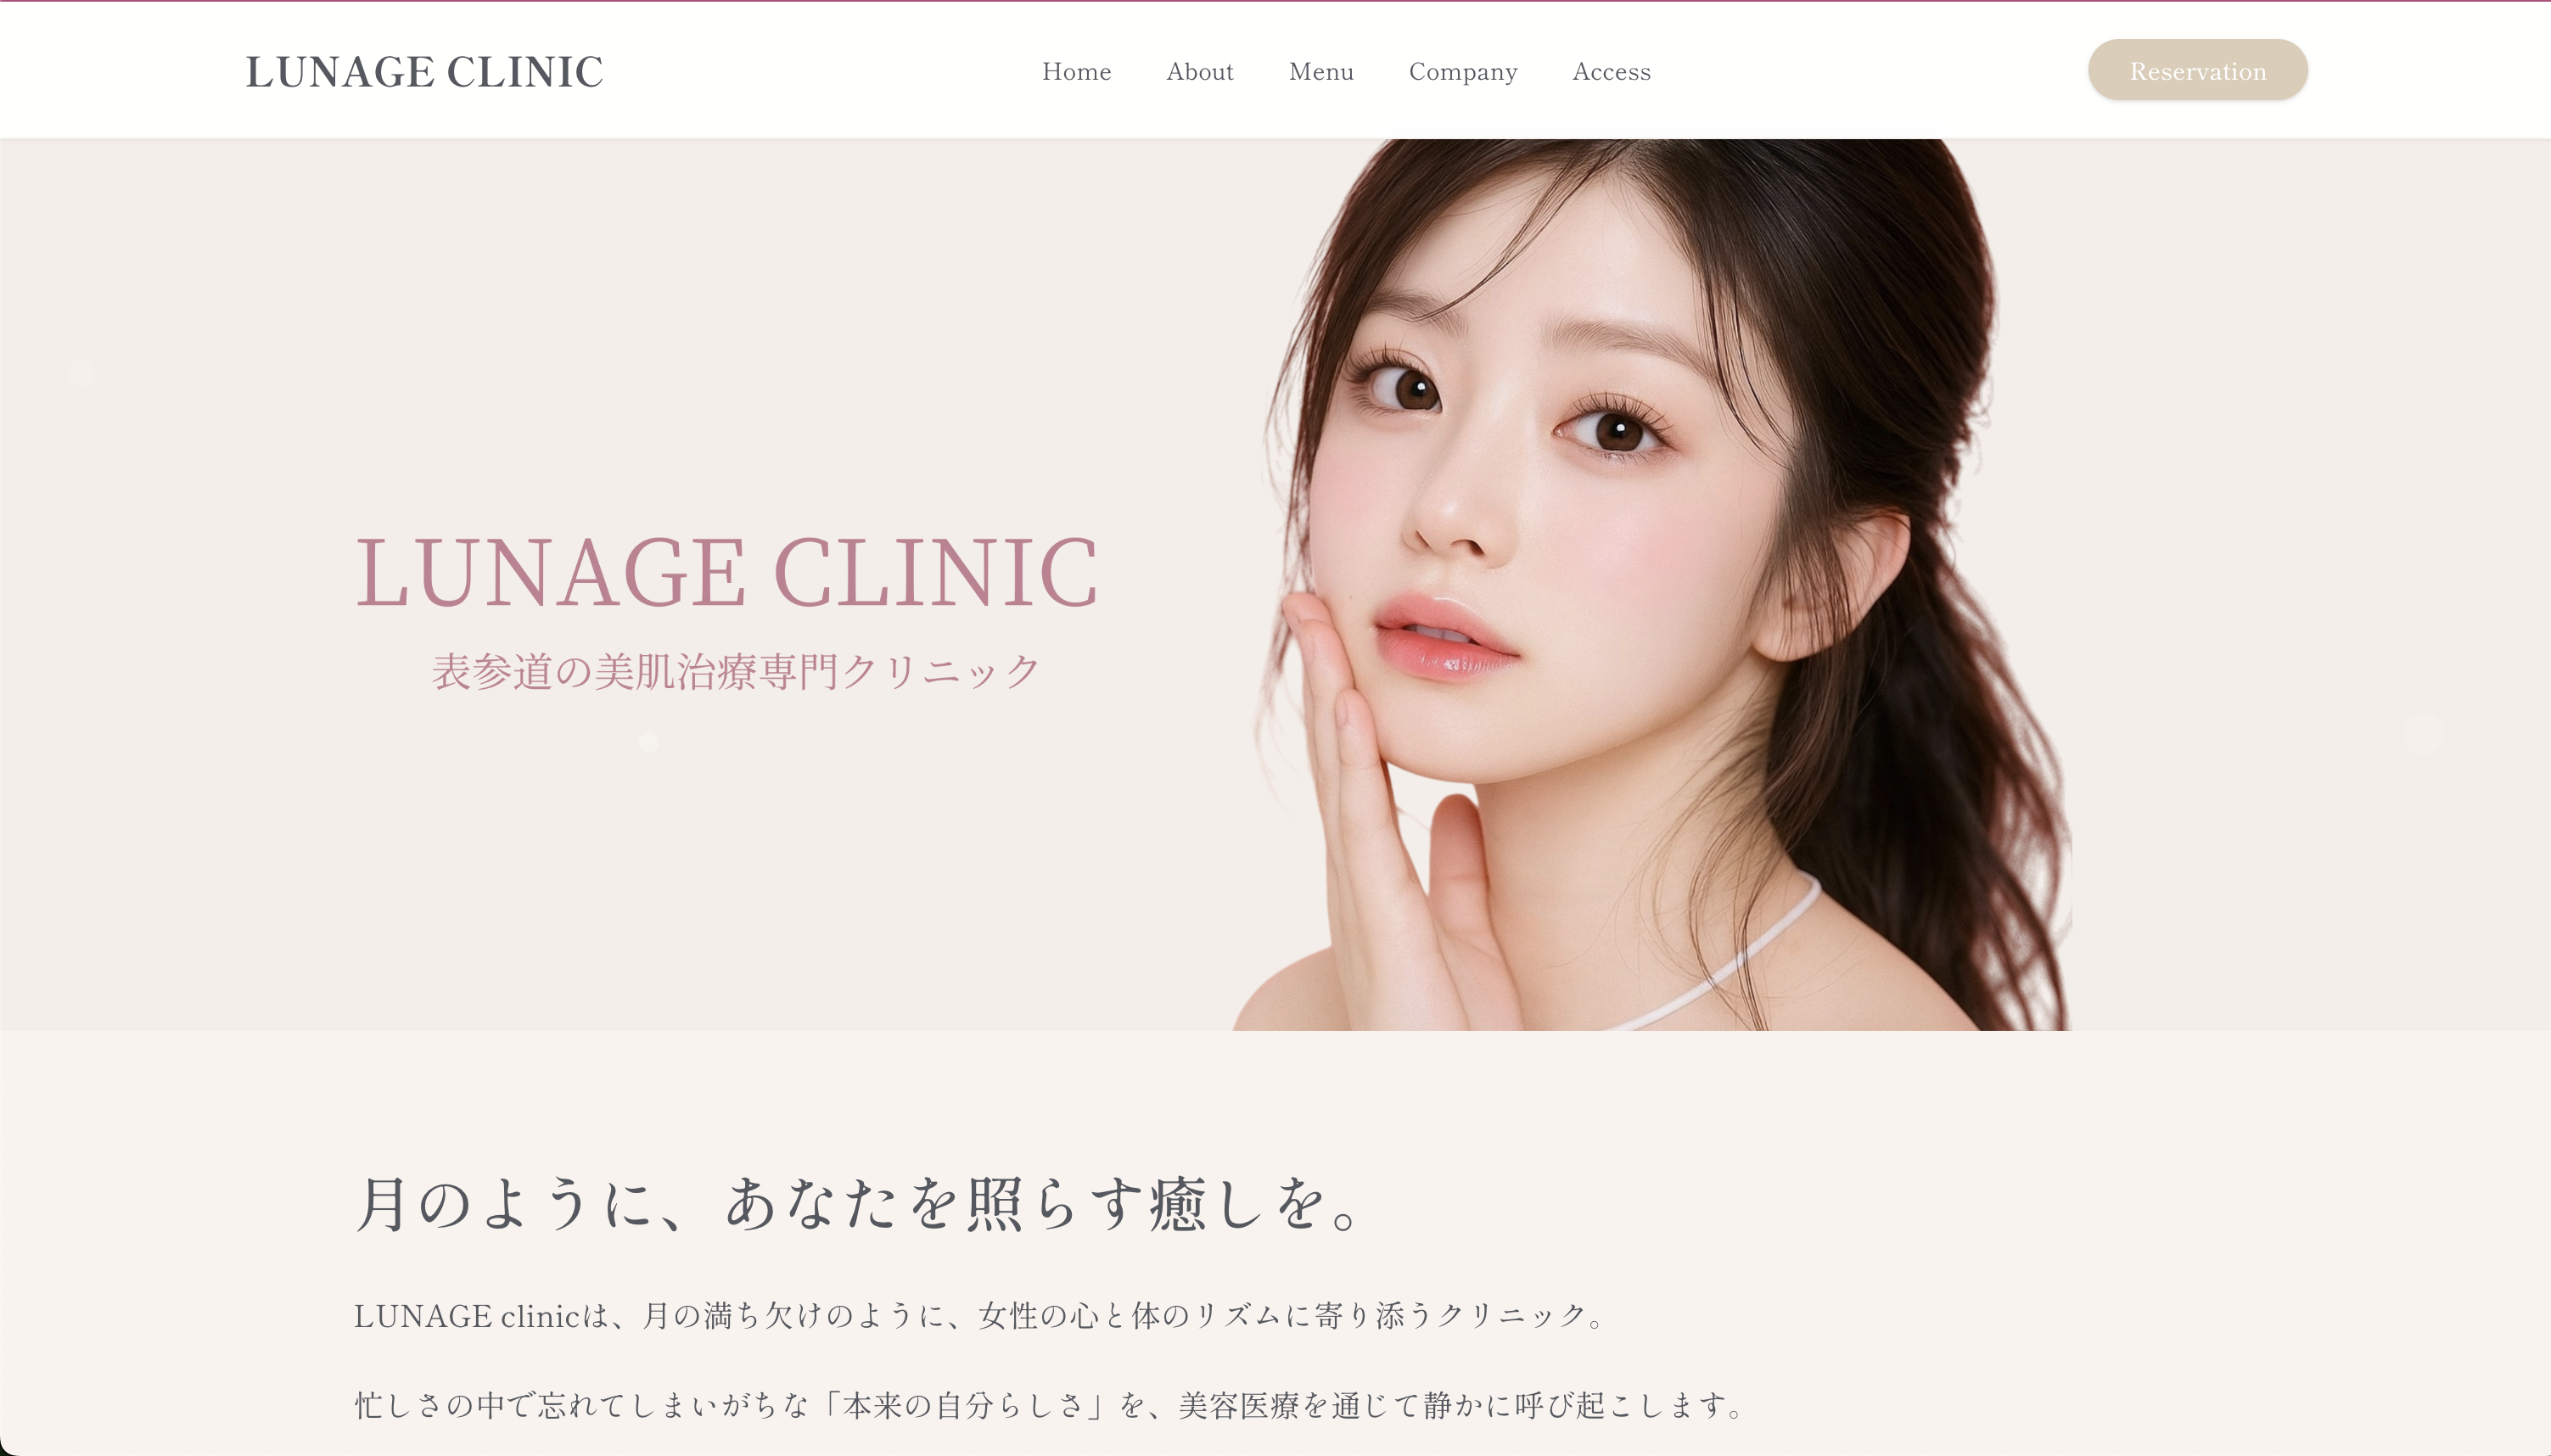 LUNAGE CLINIC
Home About Menu Company Access
Reservation
LUNAGE CLINIC
表参道の美肌治療専門クリニック
月のように、あなたを照らす癒しを。
LUNAGE clinicは、月の満ち欠けのように、女性の心と体のリズムに寄り添うクリニック。
忙しさの中で忘れてしまいがちな「本来の自分らしさ」を、美容医療を通じて静かに呼び起こします。